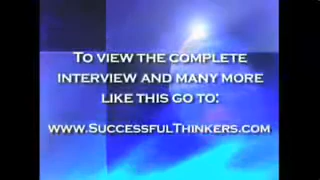 To view the complete
interview and many more
like this go to:
www.SuccessfulThinkers.com